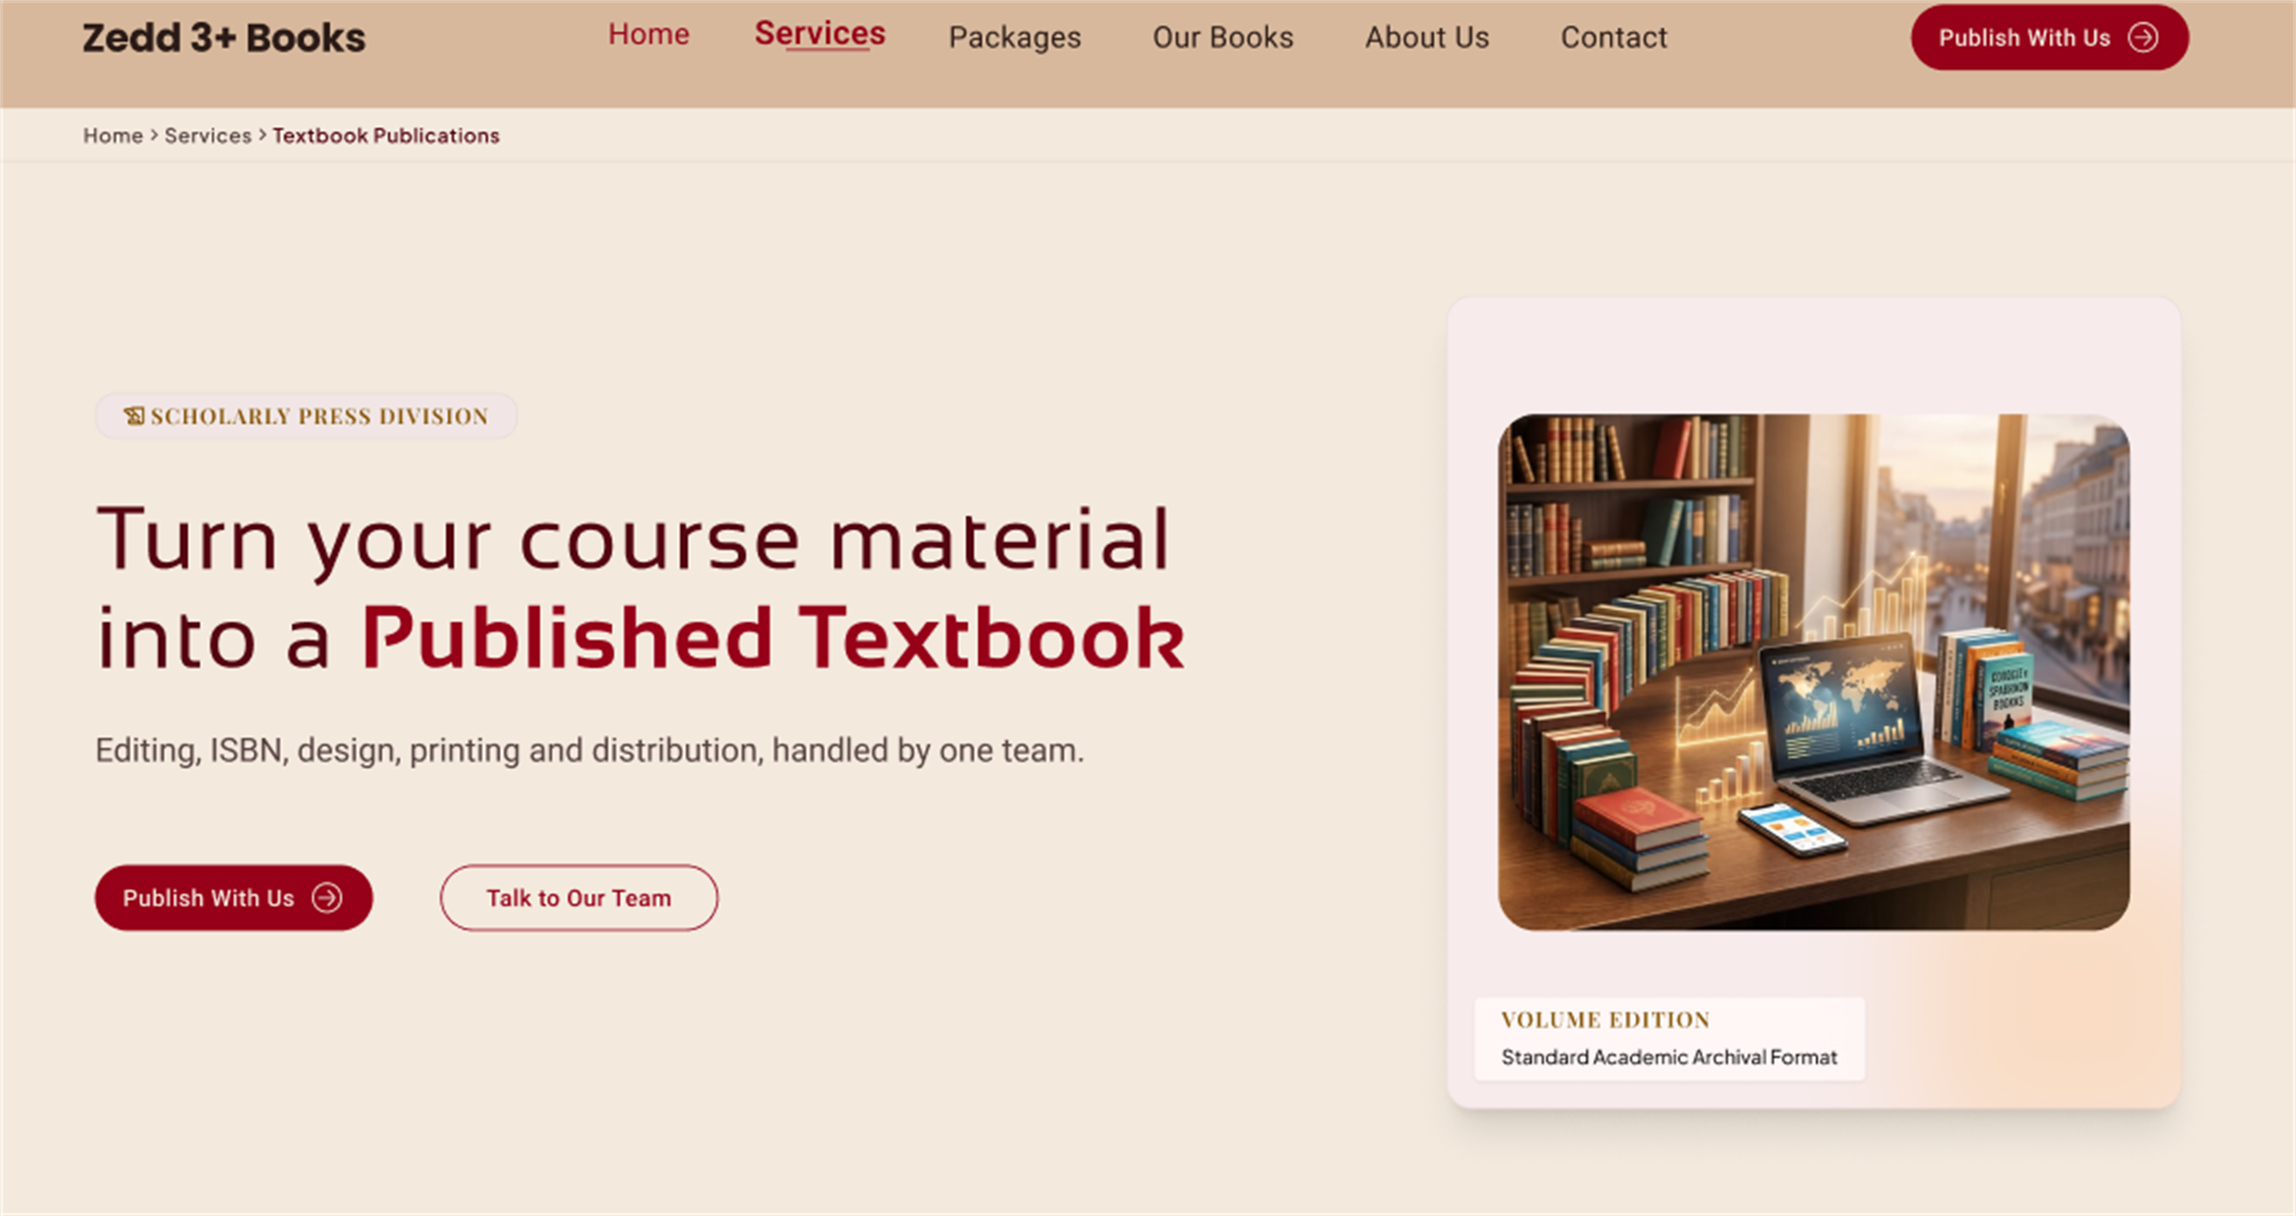 Zedd 3+ Books
Home
Services
Packages
Our Books
About Us
Contact
Publish With Us
Home > Services > Textbook Publications
SCHOLARLY PRESS DIVISION
Turn your course material
into a Published Textbook
Editing, ISBN, design, printing and distribution, handled by one team.
Publish With Us
Talk to Our Team
BOOKS
VOLUME EDITION
Standard Academic Archival Format